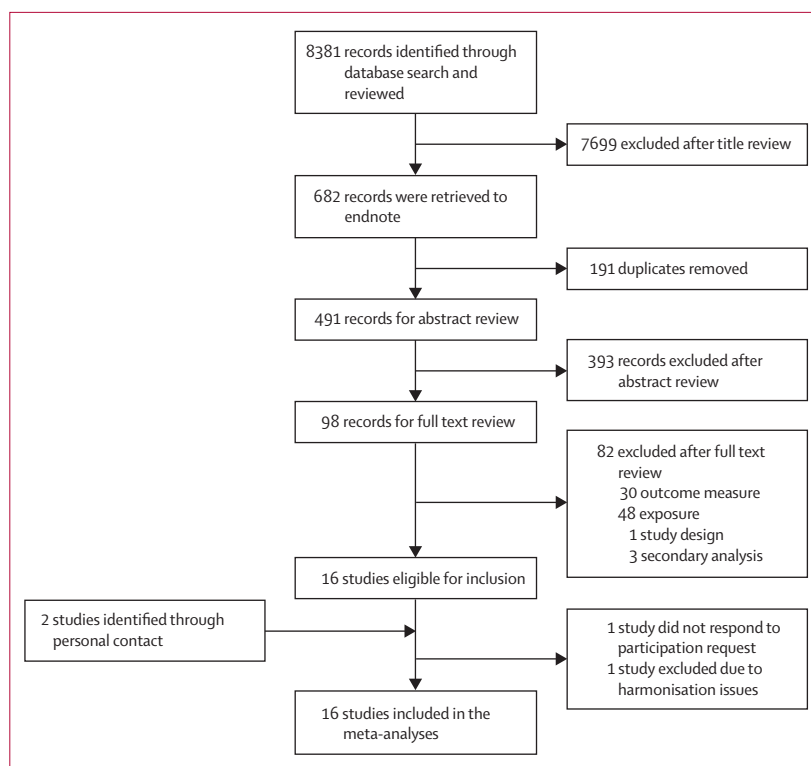 8381 records identified through
database search and
reviewed
7699 excluded after title review
682 records were retrieved to
endnote
191 duplicates removed
491 records for abstract review
393 records excluded after
abstract review
98 records for full text review
82 excluded after full text
review
30 outcome measure
48 exposure
1 study design
3 secondary analysis
16 studies eligible for inclusion
2 studies identified through
personal contact
1 study did not respond to
participation request
1 study excluded due to
harmonisation issues
16 studies included in the
meta-analyses